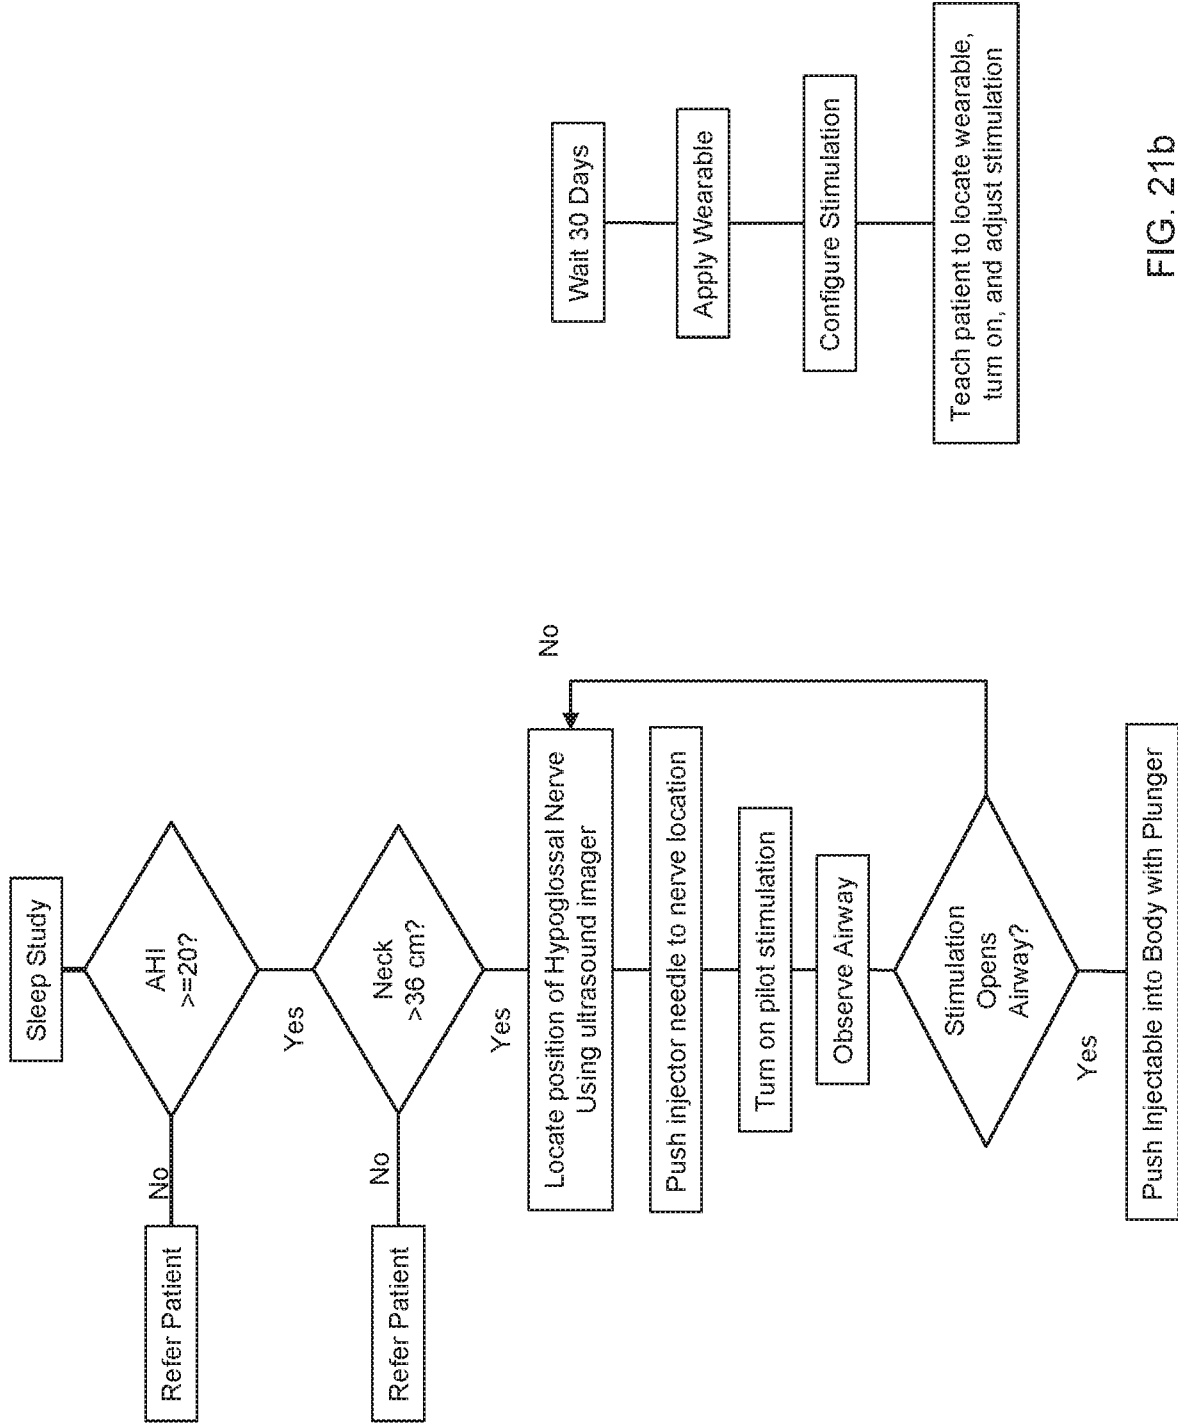 Sleep Study
AHI
>=20?
No
Refer Patient
Yes
Neck
>36 cm?
No
Refer Patient
Yes
Locate position of Hypoglossal Nerve
Using ultrasound imager
Push injector needle to nerve location
Turn on pilot stimulation
Observe Airway
Stimulation
Opens
Airway?
No
Yes
Push Injectable into Body with Plunger
Wait 30 Days
Apply Wearable
Configure Stimulation
Teach patient to locate wearable,
turn on, and adjust stimulation
FIG. 21b